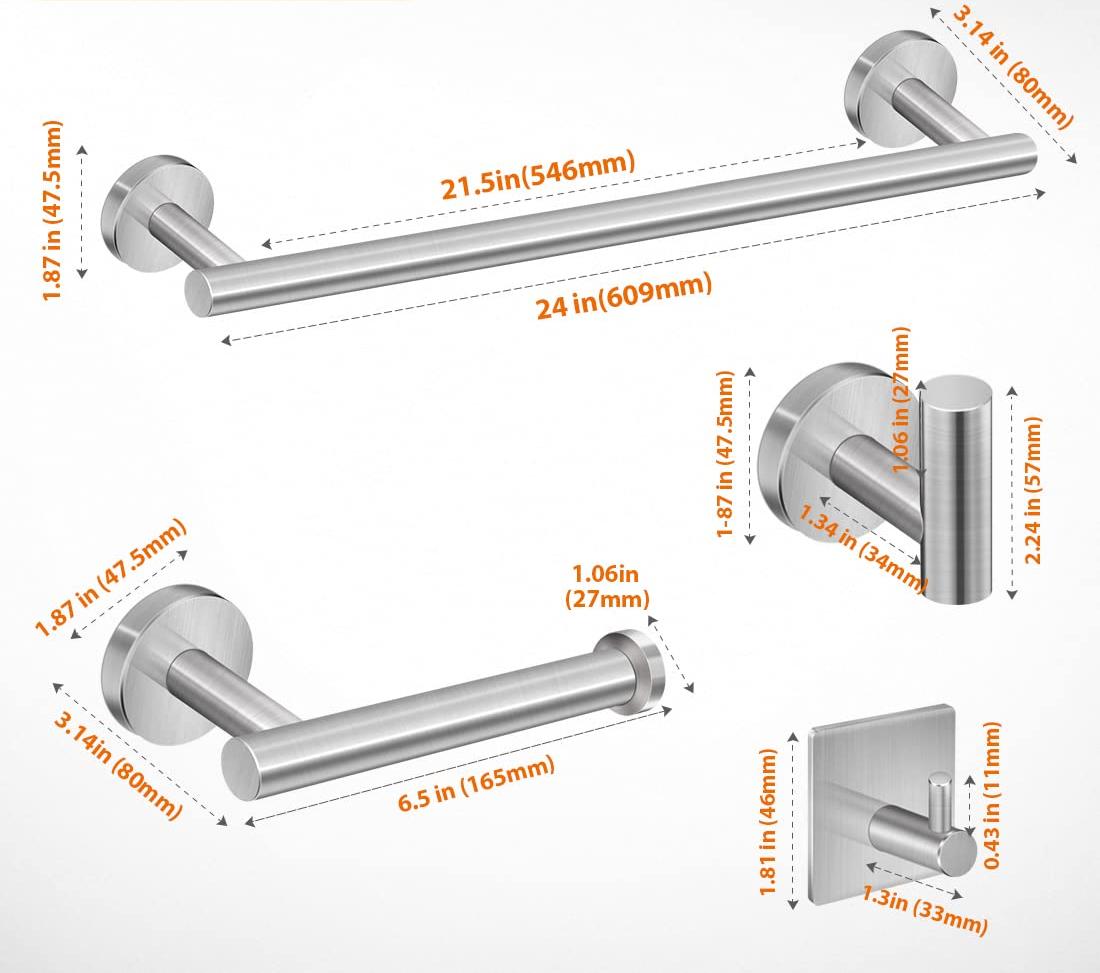 3.14 in (80mm)
1.87 in (47.5mm)
21.5in(546mm)
24 in(609mm)
1.06 in (27mm)
1-87 in (47.5mm)
2.24 in (57mm)
1.34 in (34mm)
1.87 in (47.5mm)
1.06in
(27mm)
3.14in (80mm)
6.5 in (165mm)
1.81 in (46mm)
0.43 in (11mm)
1.3in (33mm)